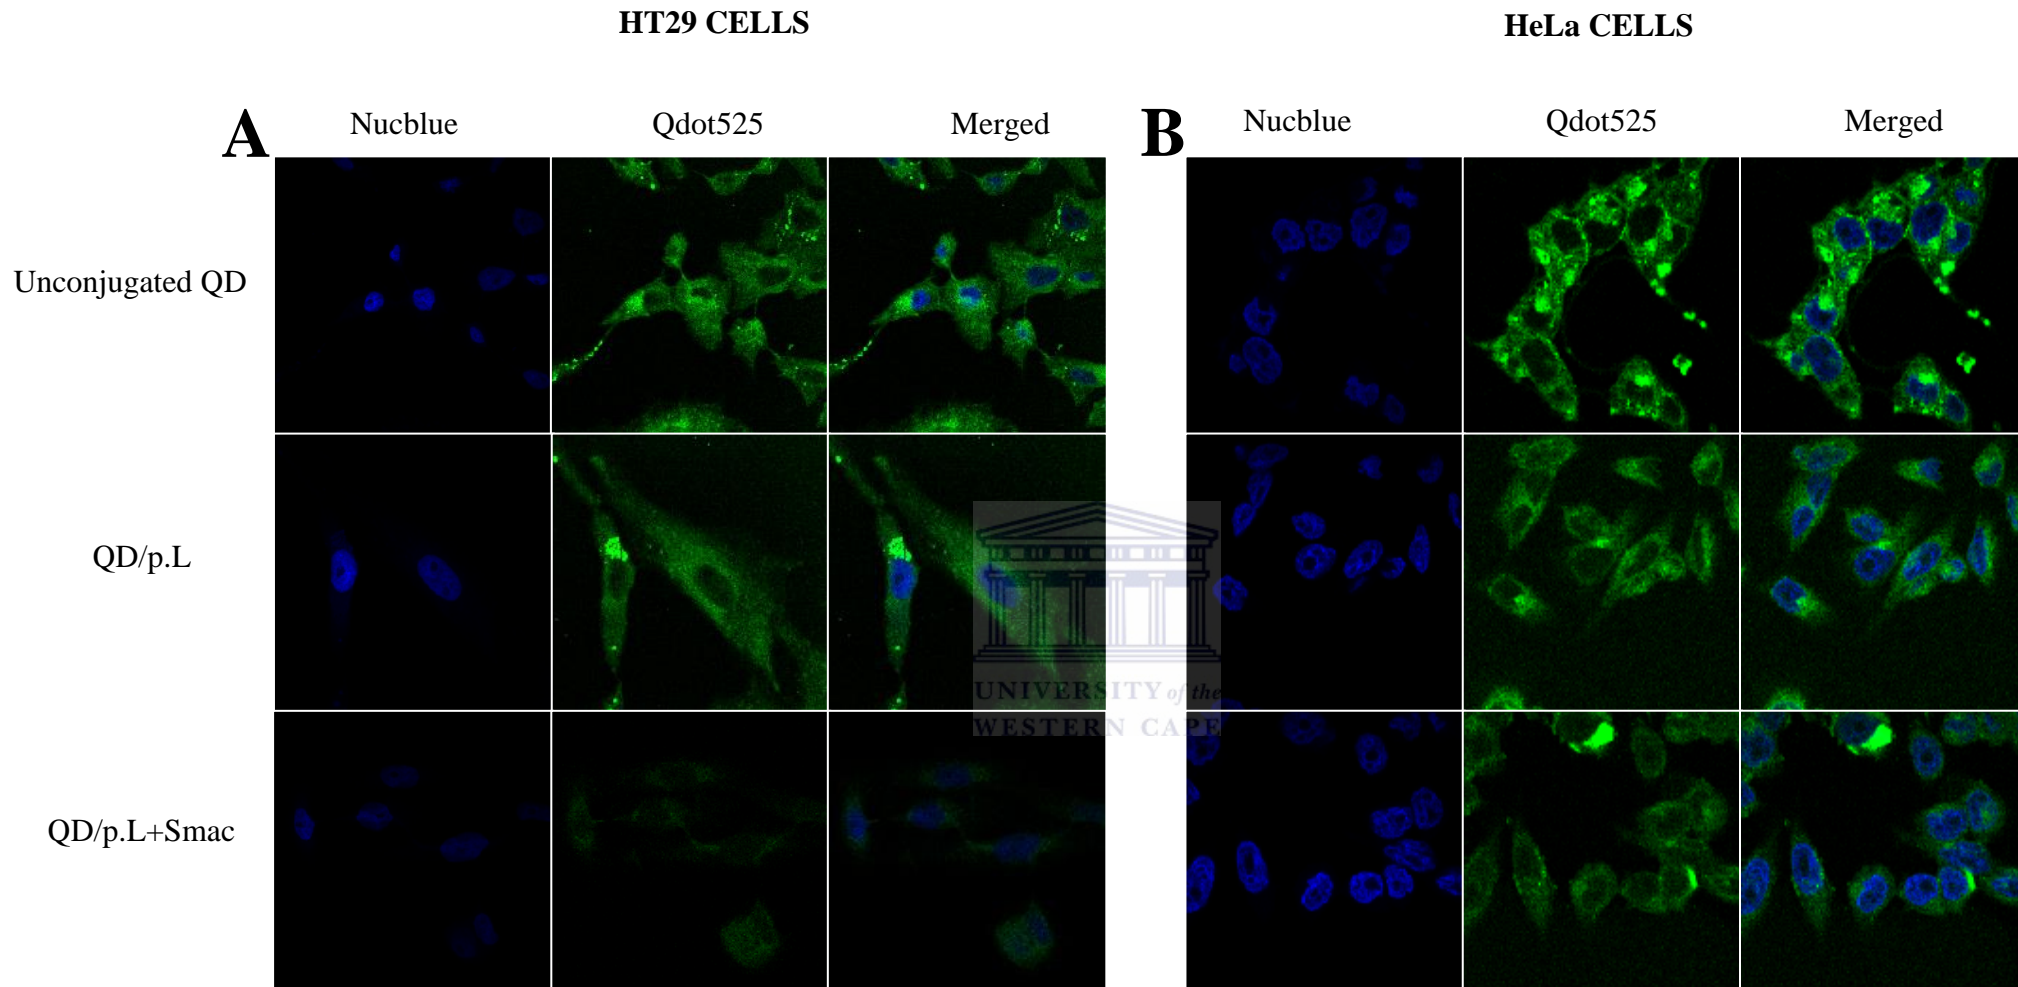 HT29 CELLS
HeLa CELLS
A
Nucblue
Qdot525
Merged
B
Nucblue
Qdot525
Merged
Unconjugated QD
QD/p.L
UNIVERSITY of the
WESTERN CAPE
QD/p.L+Smac